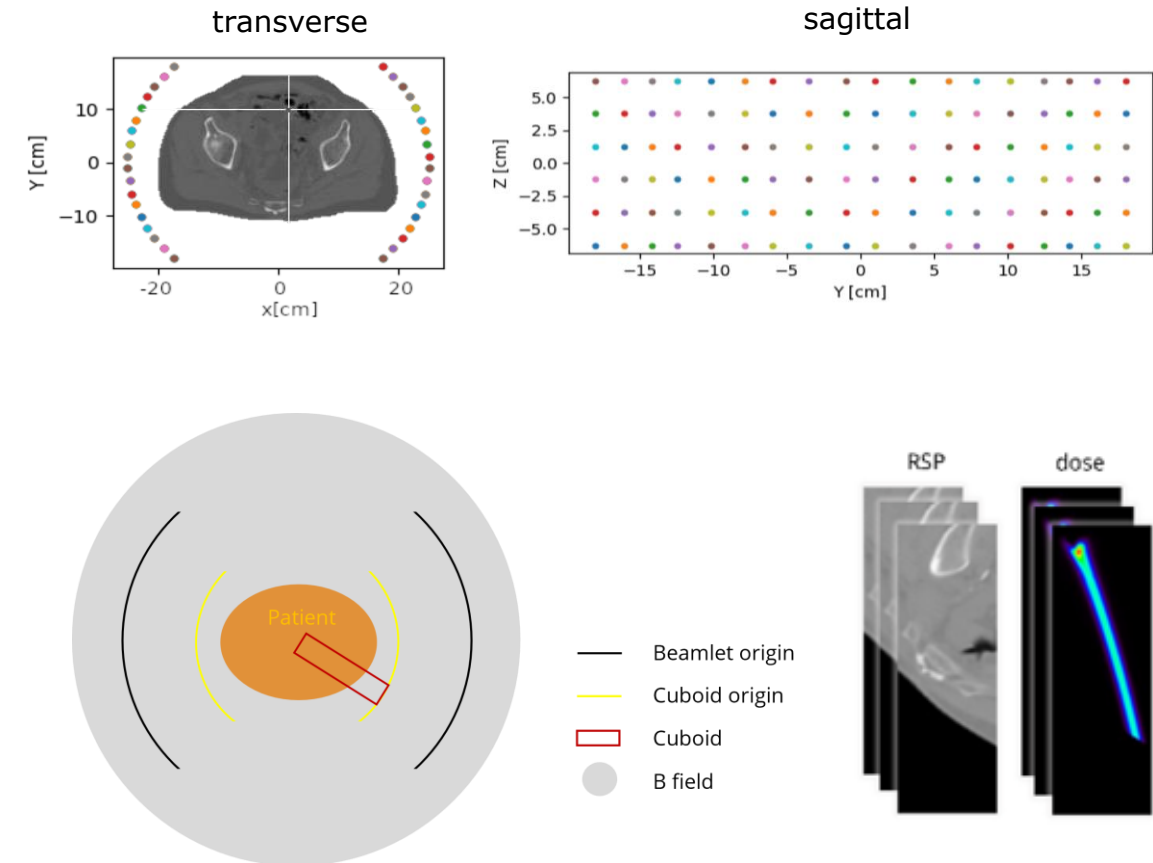 transverse
10
0
−10
Y [cm]
-20
0
20
x[cm]
sagittal
5.0
2.5
0.0
−2.5
−5.0
Z [cm]
−15
−10
−5
0
5
10
15
Y [cm]
Patient
Beamlet origin
Cuboid origin
Cuboid
B field
RSP
dose